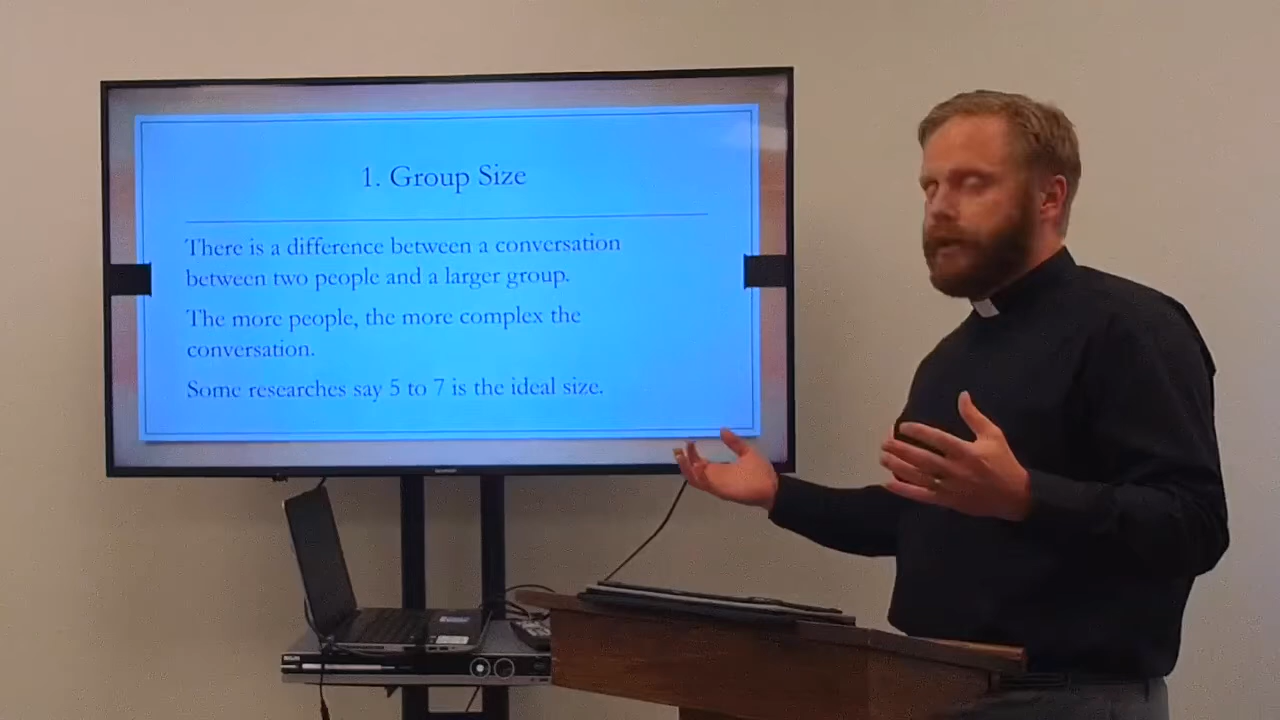 1. Group Size
There is a difference between a conversation
between two people and a larger group.
The more people, the more complex the
conversation.
Some researches say 5 to 7 is the ideal size.